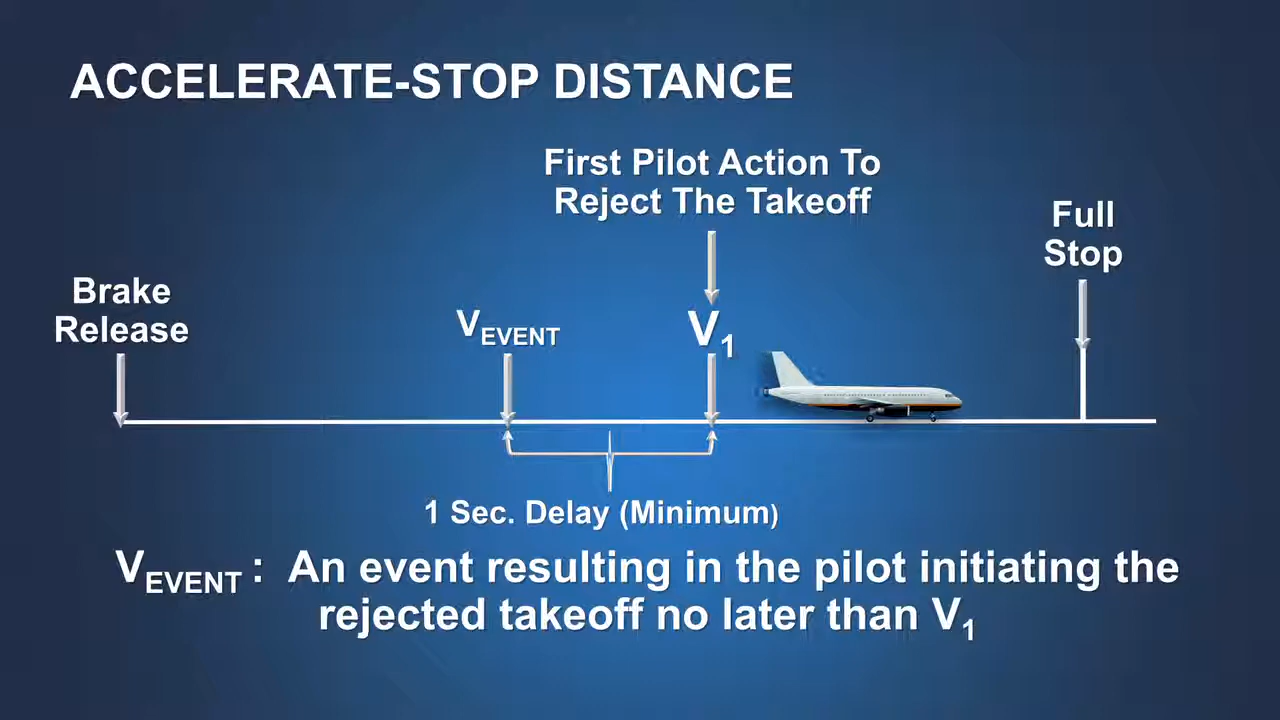 ACCELERATE-STOP DISTANCE
First Pilot Action To
Reject The Takeoff
Full
Stop
Brake
Release
VEVENT
V1
1 Sec. Delay (Minimum)
VEVENT : An event resulting in the pilot initiating the
rejected takeoff no later than V1